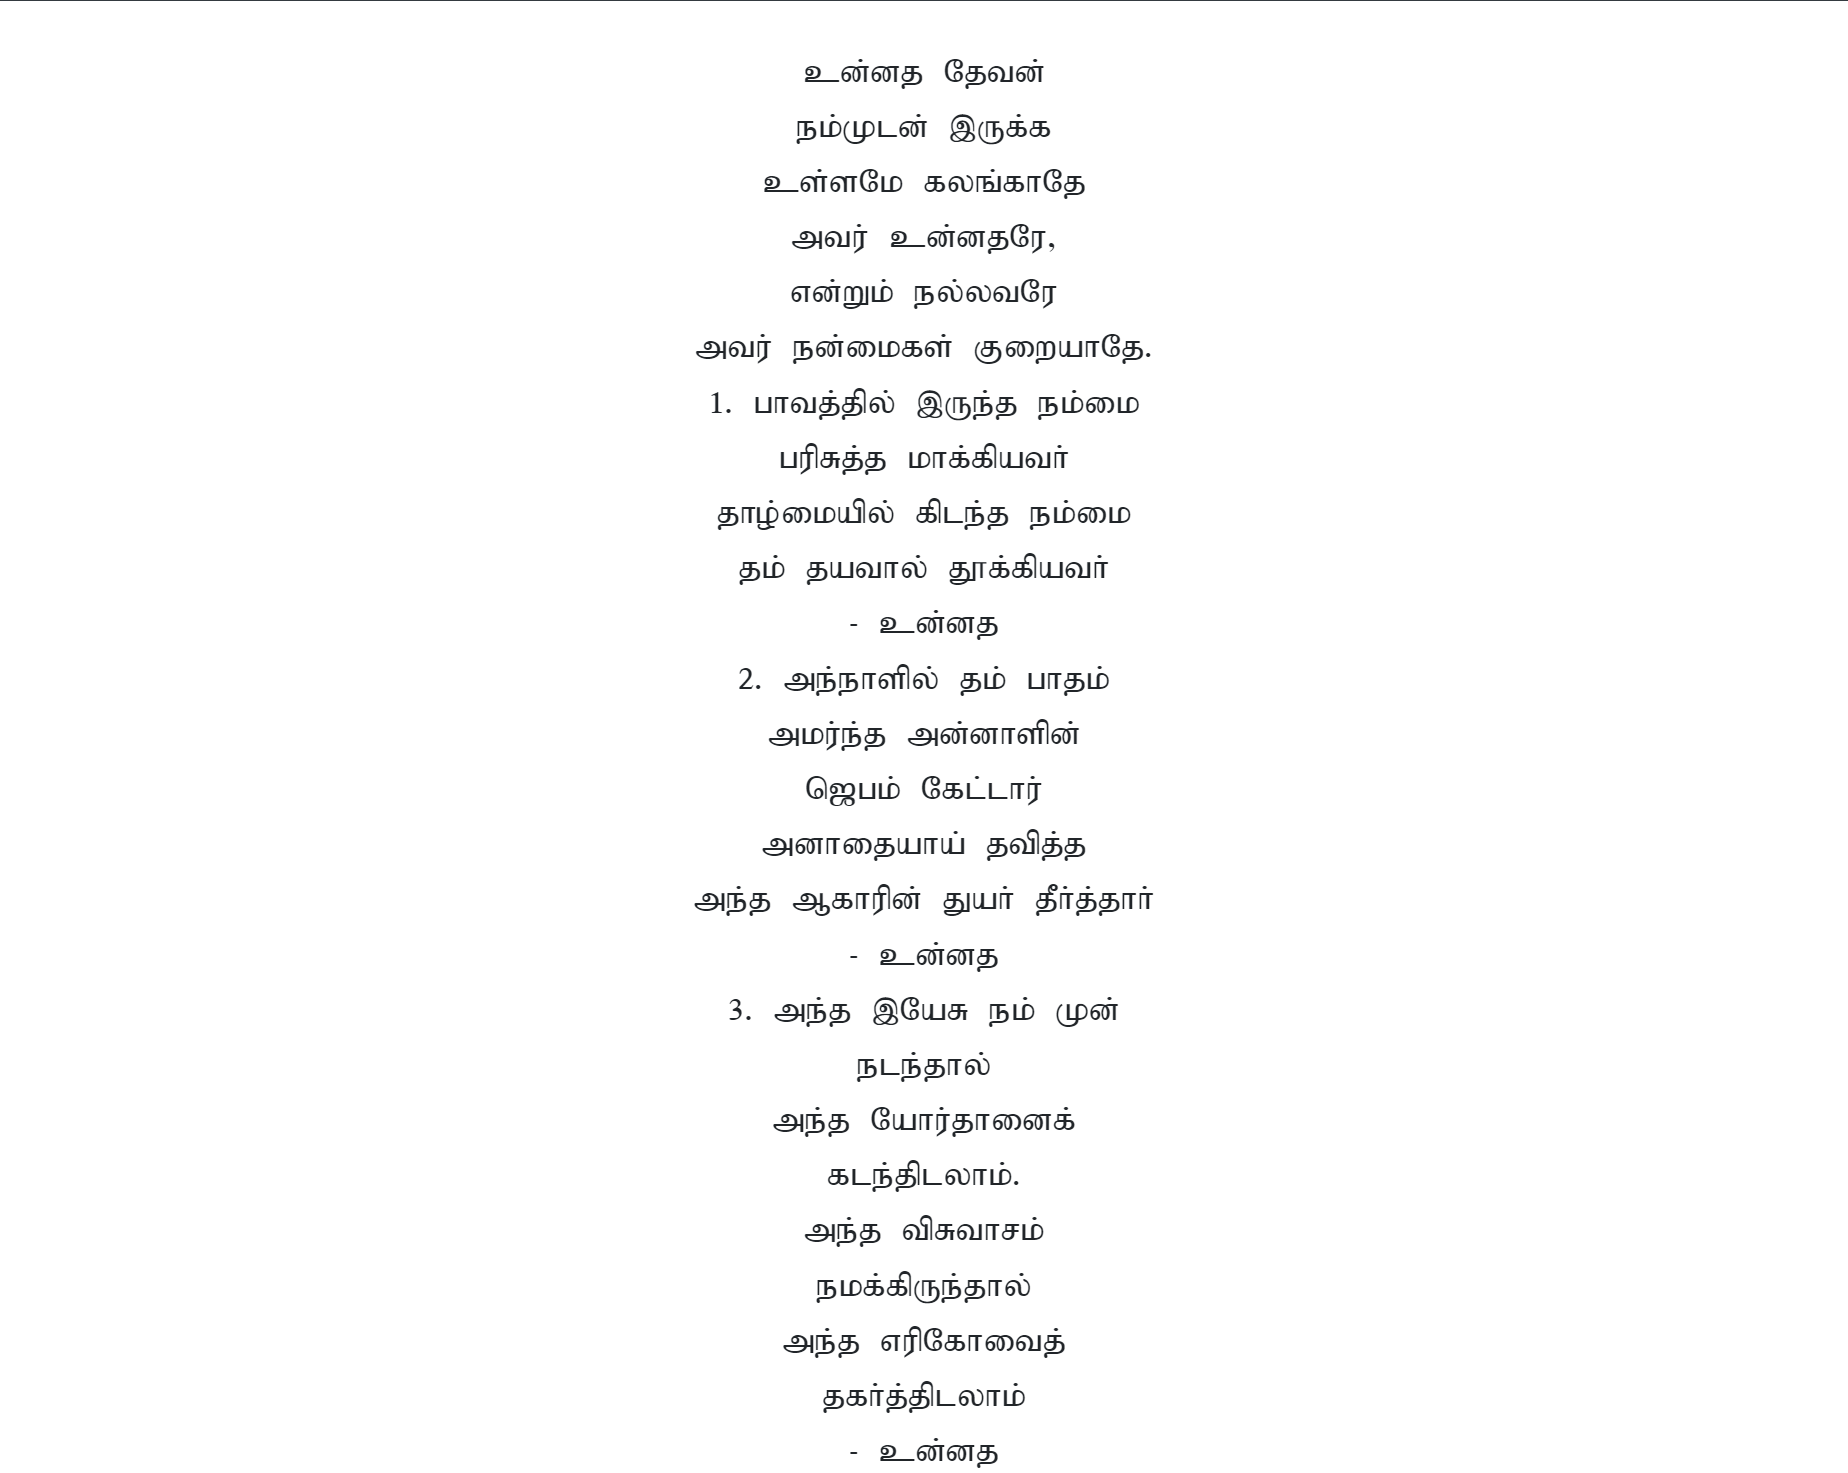 உன்னத தேவன்
நம்முடன் இருக்க
உள்ளமே கலங்காதே
அவர் உன்னதரே,
என்றும் நல்லவரே
அவர் நன்மைகள் குறையாதே.
1. பாவத்தில் இருந்த நம்மை
பரிசுத்த மாக்கியவர்
தாழ்மையில் கிடந்த நம்மை
தம் தயவால் தூக்கியவர்
- உன்னத
2. அந்நாளில் தம் பாதம்
அமர்ந்த அன்னாளின்
ஜெபம் கேட்டார்
அனாதையாய் தவித்த
அந்த ஆகாரின் துயர் தீர்த்தார்
- உன்னத
3. அந்த இயேசு நம் முன்
நடந்தால்
அந்த யோர்தானைக்
கடந்திடலாம்.
அந்த விசுவாசம்
நமக்கிருந்தால்
அந்த எரிகோவைத்
தகர்த்திடலாம்
- உன்னத